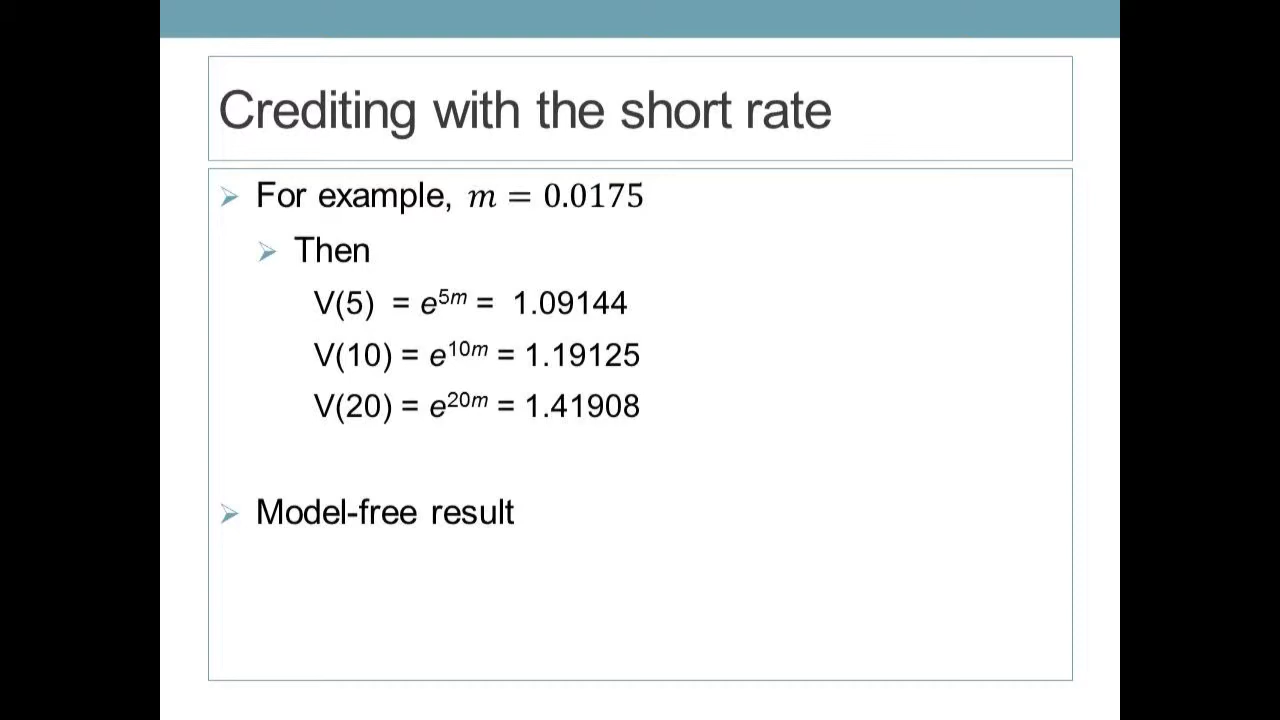 Crediting with the short rate
For example, m = 0.0175
Then
V(5) = e^{5m} = 1.09144
V(10) = e^{10m} = 1.19125
V(20) = e^{20m} = 1.41908
Model-free result